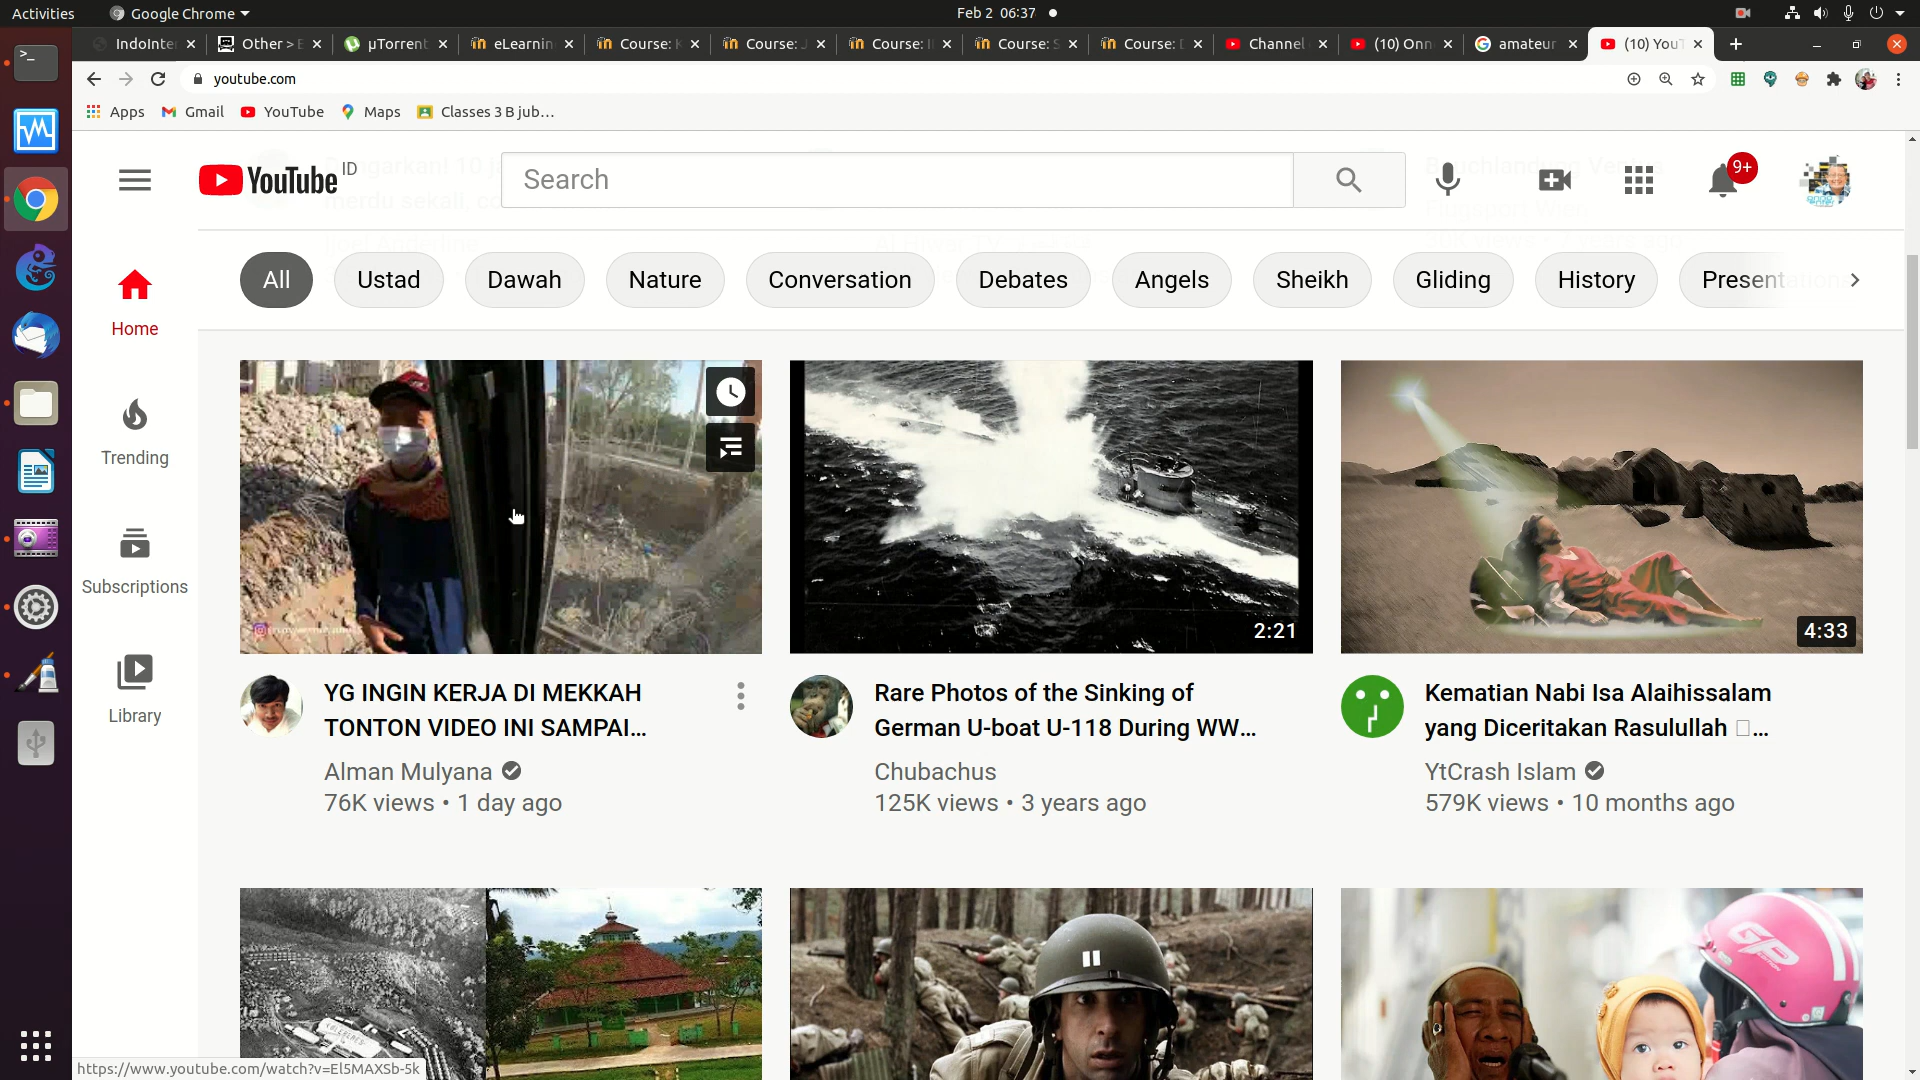 Activities
Google Chrome
Feb 2 06:37
IndoInte
Other > E
µTorrent
eLearnin
Course: K
Course: J
Course: I
Course: S
Course:
Channel
(10) Onn
amateur
(10) YouT
youtube.com
Apps
Gmail
YouTube
Maps
Classes 3 B jub...
YouTube ID
Search
9+
All
Ustad
Dawah
Nature
Conversation
Debates
Angels
Sheikh
Gliding
History
Presentations
Home
Trending
Subscriptions
Library
2:21
4:33
YG INGIN KERJA DI MEKKAH
TONTON VIDEO INI SAMPAI...
Alman Mulyana
76K views • 1 day ago
Rare Photos of the Sinking of
German U-boat U-118 During WW...
Chubachus
125K views • 3 years ago
Kematian Nabi Isa Alaihissalam
yang Diceritakan Rasulullah ...
YtCrash Islam
579K views • 10 months ago
GP
https://www.youtube.com/watch?v=El5MAXSb-5k